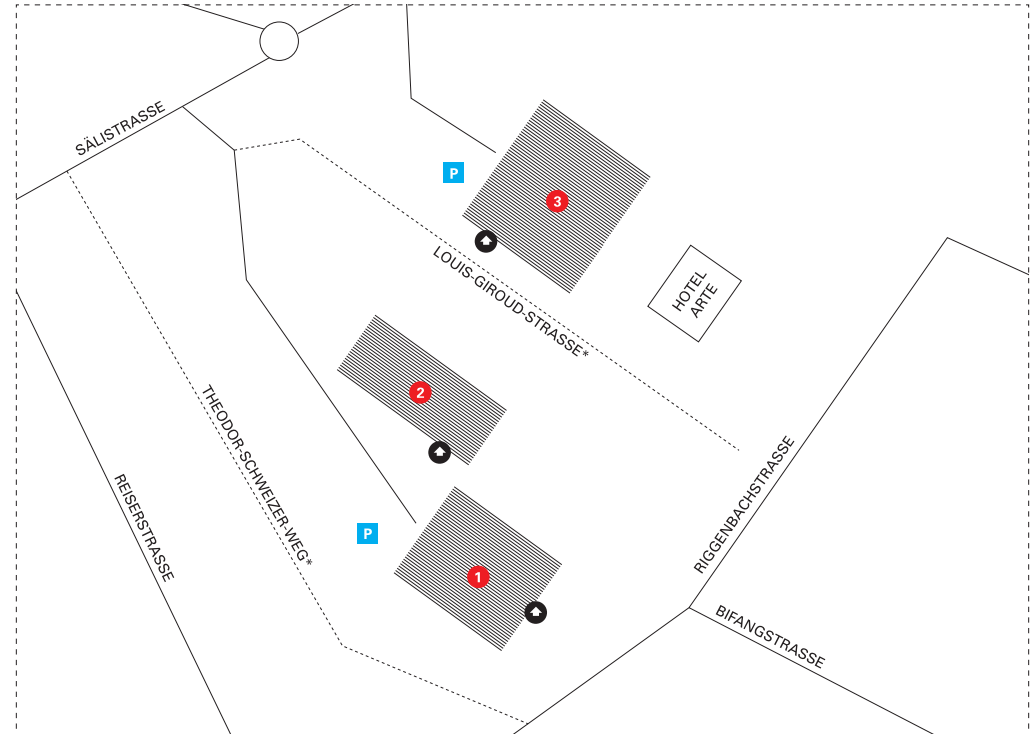 SÄLISTRASSE
P
3
LOUIS-GIROUD-STRASSE*
HOTEL
ARTE
2
THEODOR-SCHWEIZER-WEG*
REISERSTRASSE
P
1
RIGGENBACHSTRASSE
BIFANGSTRASSE